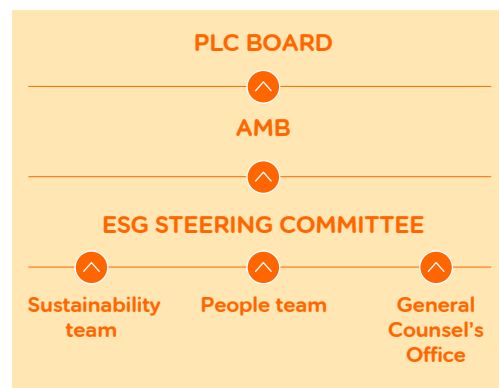 PLC BOARD
AMB
ESG STEERING COMMITTEE
Sustainability
team
People team
General
Counsel's
Office